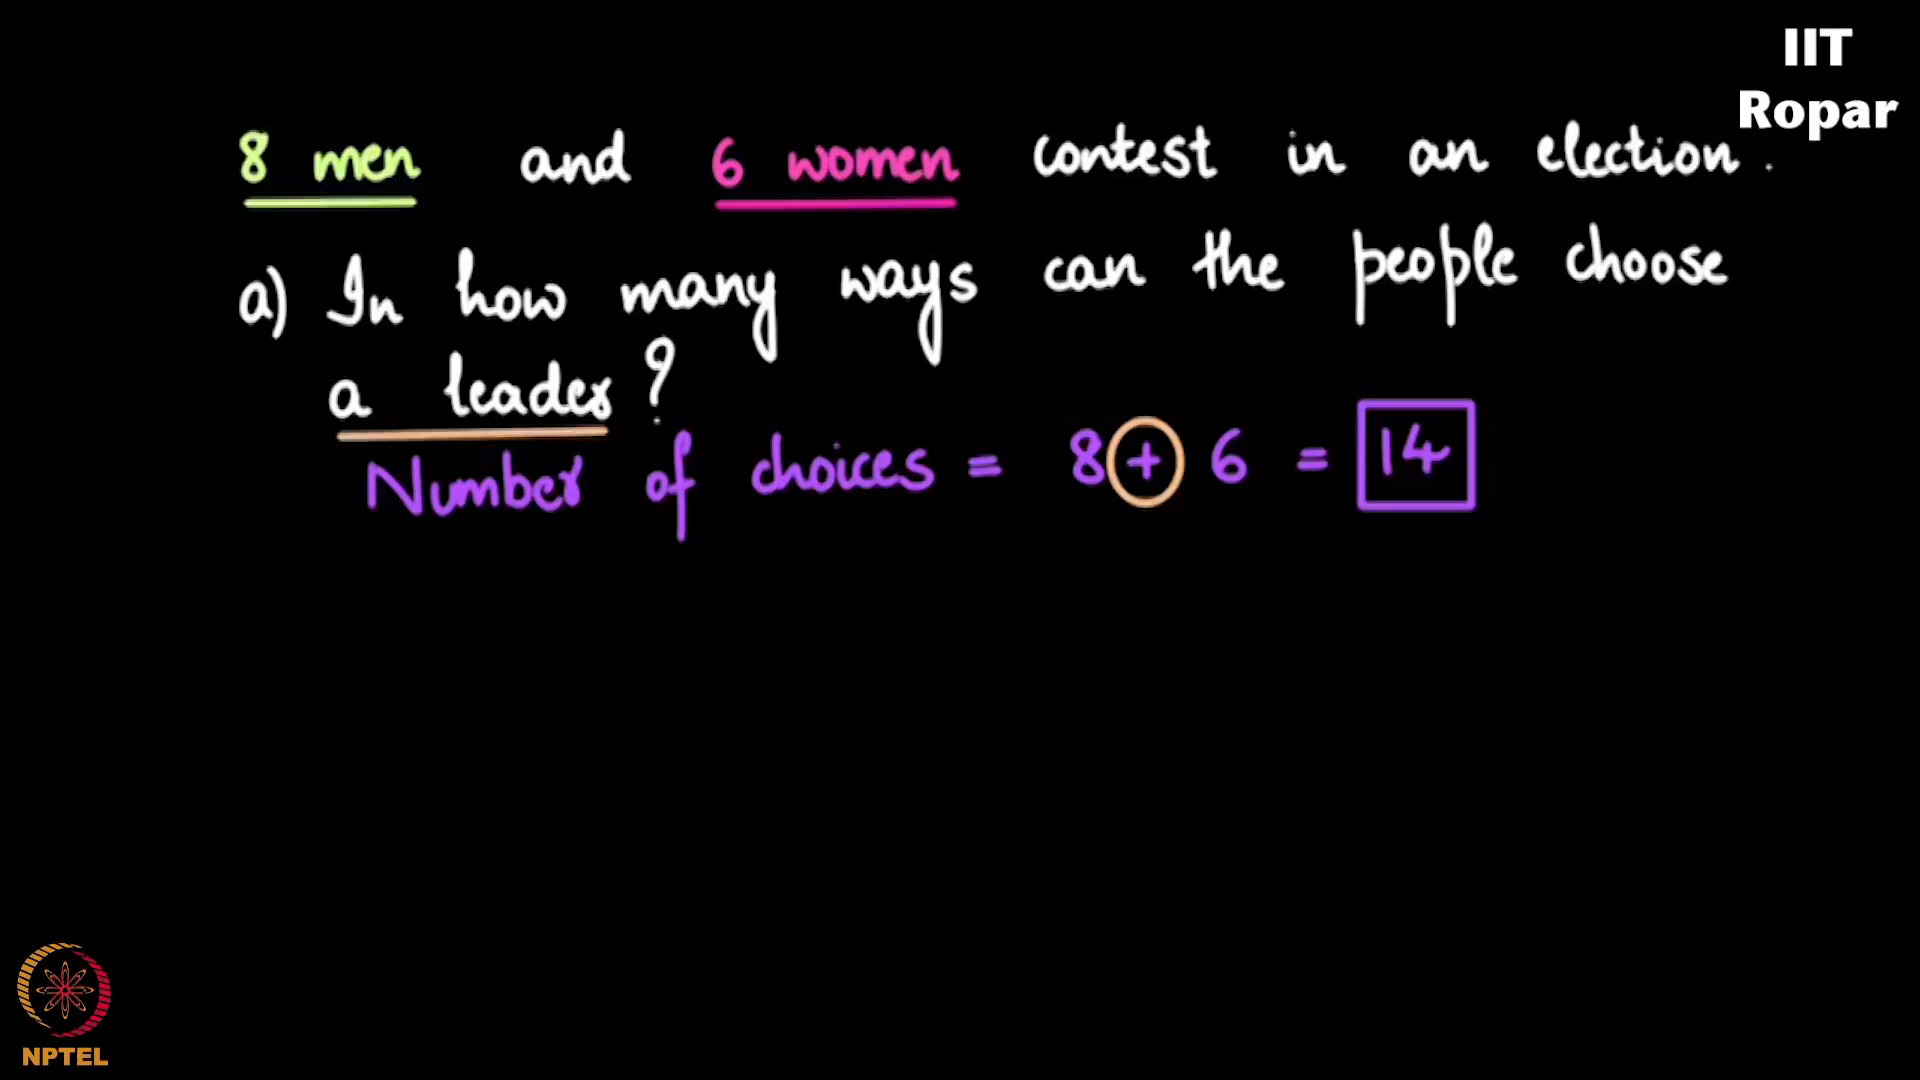 IIT
Ropar
8 men and 6 women contest in an election.
a) In how many ways can the people choose
a leader?
Number of choices = 8 + 6 = 14
NPTEL